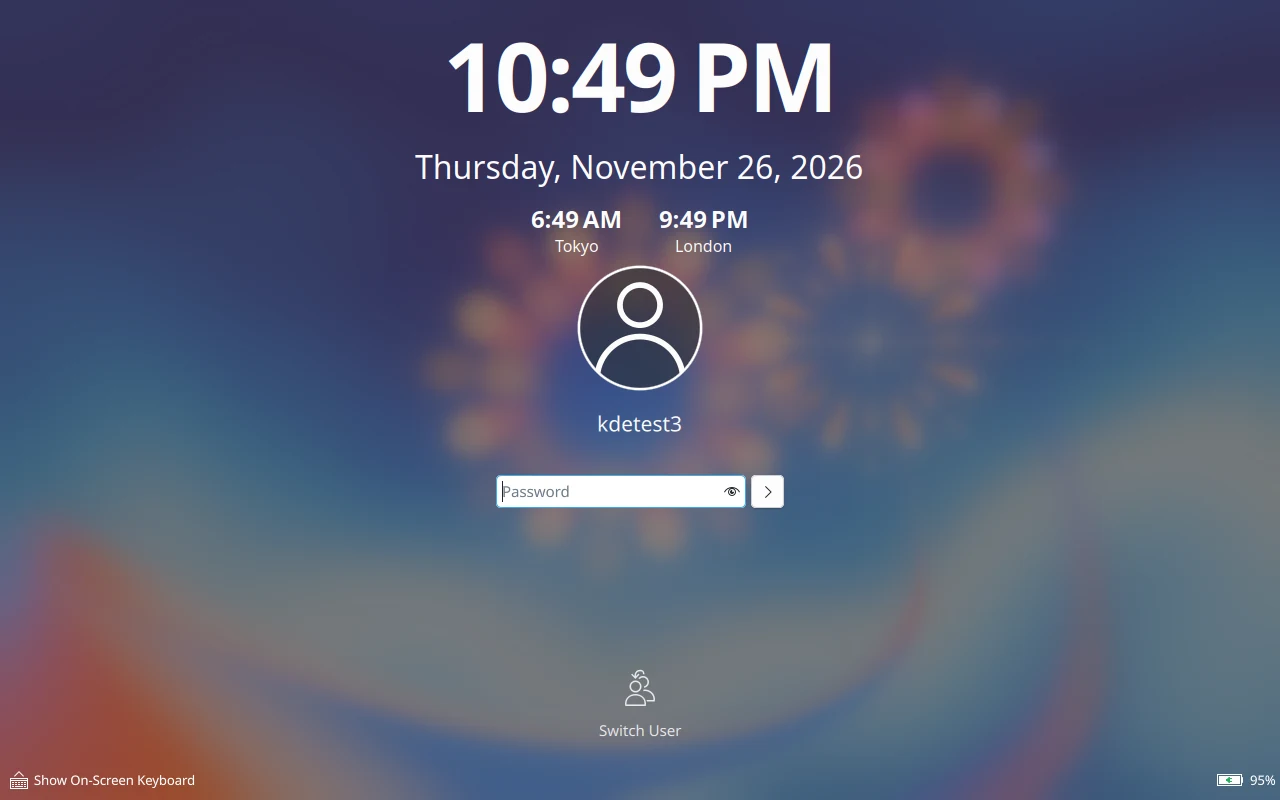 10:49 PM
Thursday, November 26, 2026
6:49 AM 9:49 PM
Tokyo London
kdetest3
Password
Switch User
Show On-Screen Keyboard 95%